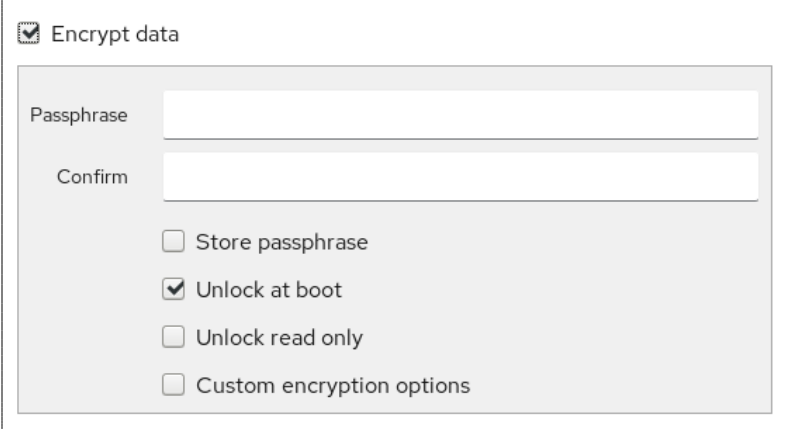 Encrypt data
Passphrase
Confirm
Store passphrase
Unlock at boot
Unlock read only
Custom encryption options